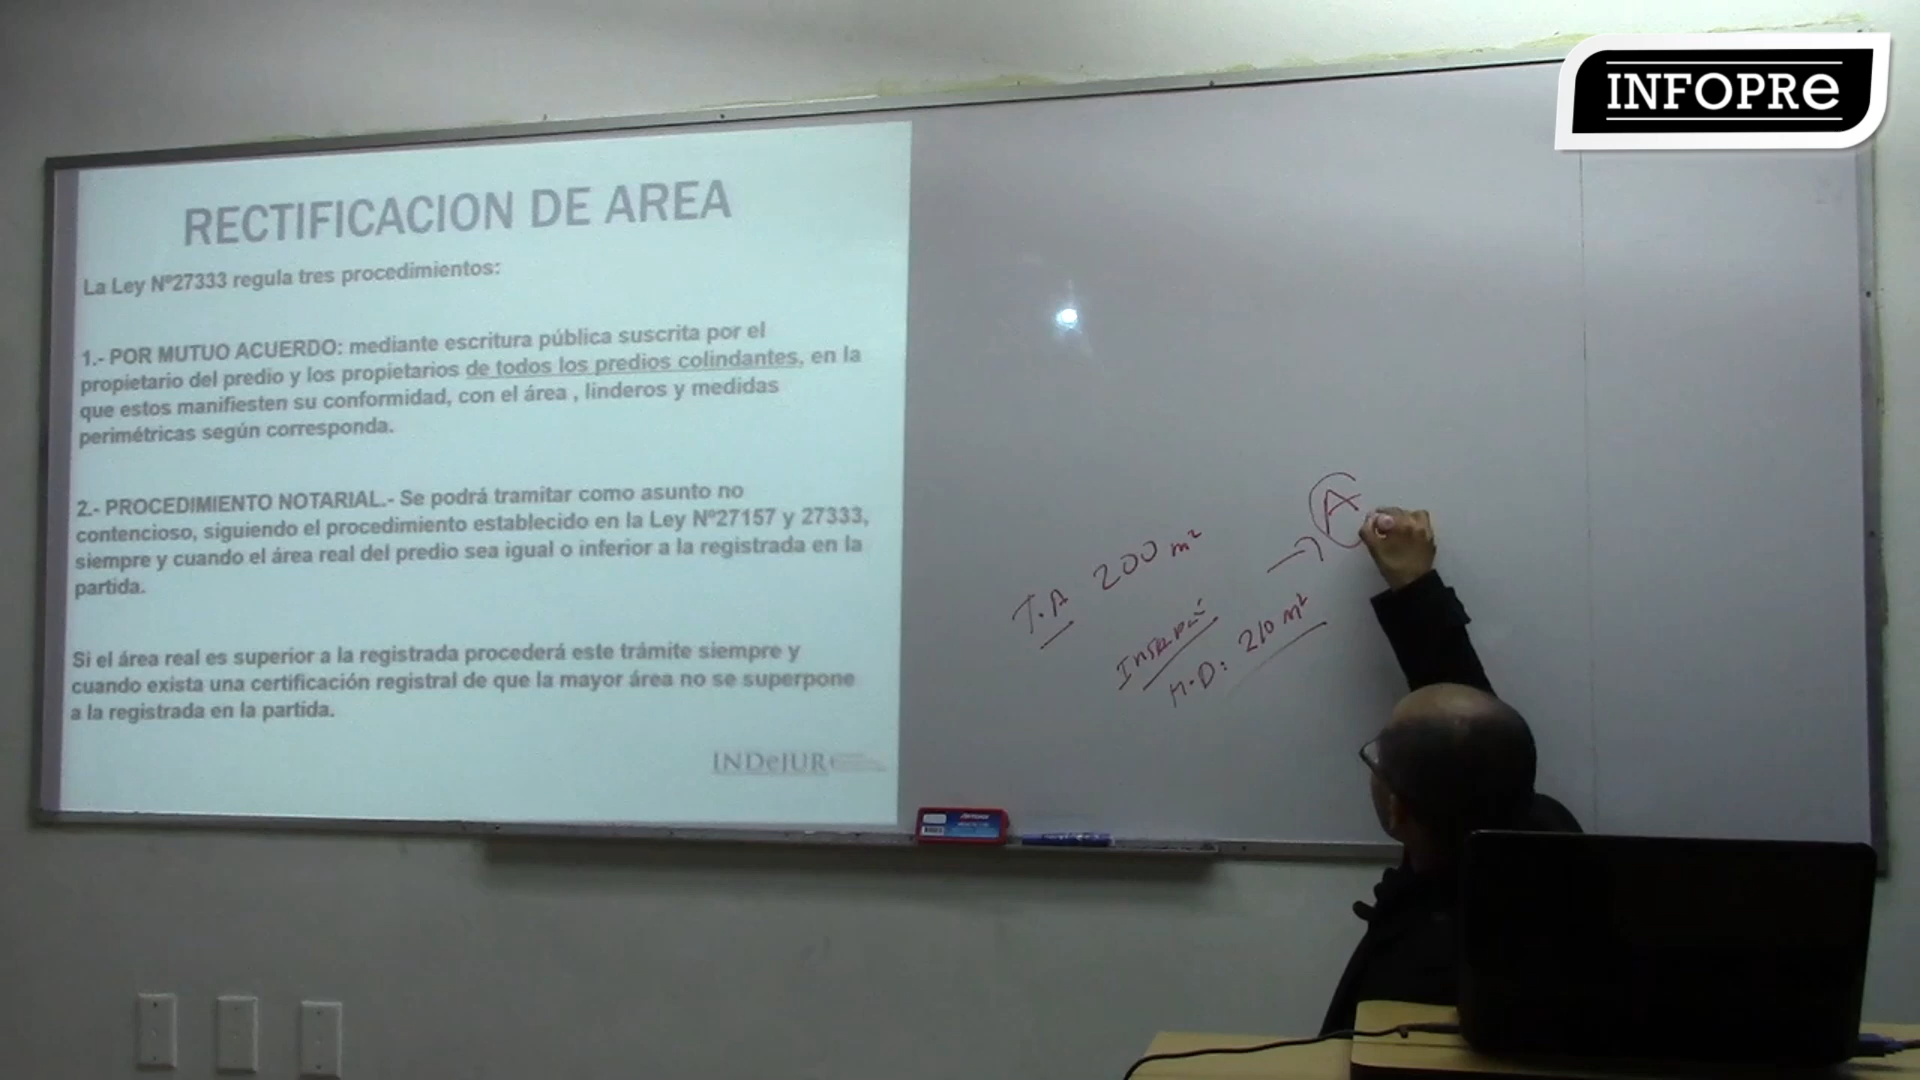 INFOPRe
RECTIFICACION DE AREA
La Ley Nº27333 regula tres procedimientos:
1.- POR MUTUO ACUERDO: mediante escritura pública suscrita por el
propietario del predio y los propietarios de todos los predios colindantes, en la
que estos manifiesten su conformidad, con el área , linderos y medidas
perimétricas según corresponda.
2.- PROCEDIMIENTO NOTARIAL.- Se podrá tramitar como asunto no
contencioso, siguiendo el procedimiento establecido en la Ley Nº27157 y 27333,
siempre y cuando el área real del predio sea igual o inferior a la registrada en la
partida.
Si el área real es superior a la registrada procederá este trámite siempre y
cuando exista una certificación registral de que la mayor área no se superpone
a la registrada en la partida.
INDeJUR
T.A 200 m²
M.D: 210 m²
A